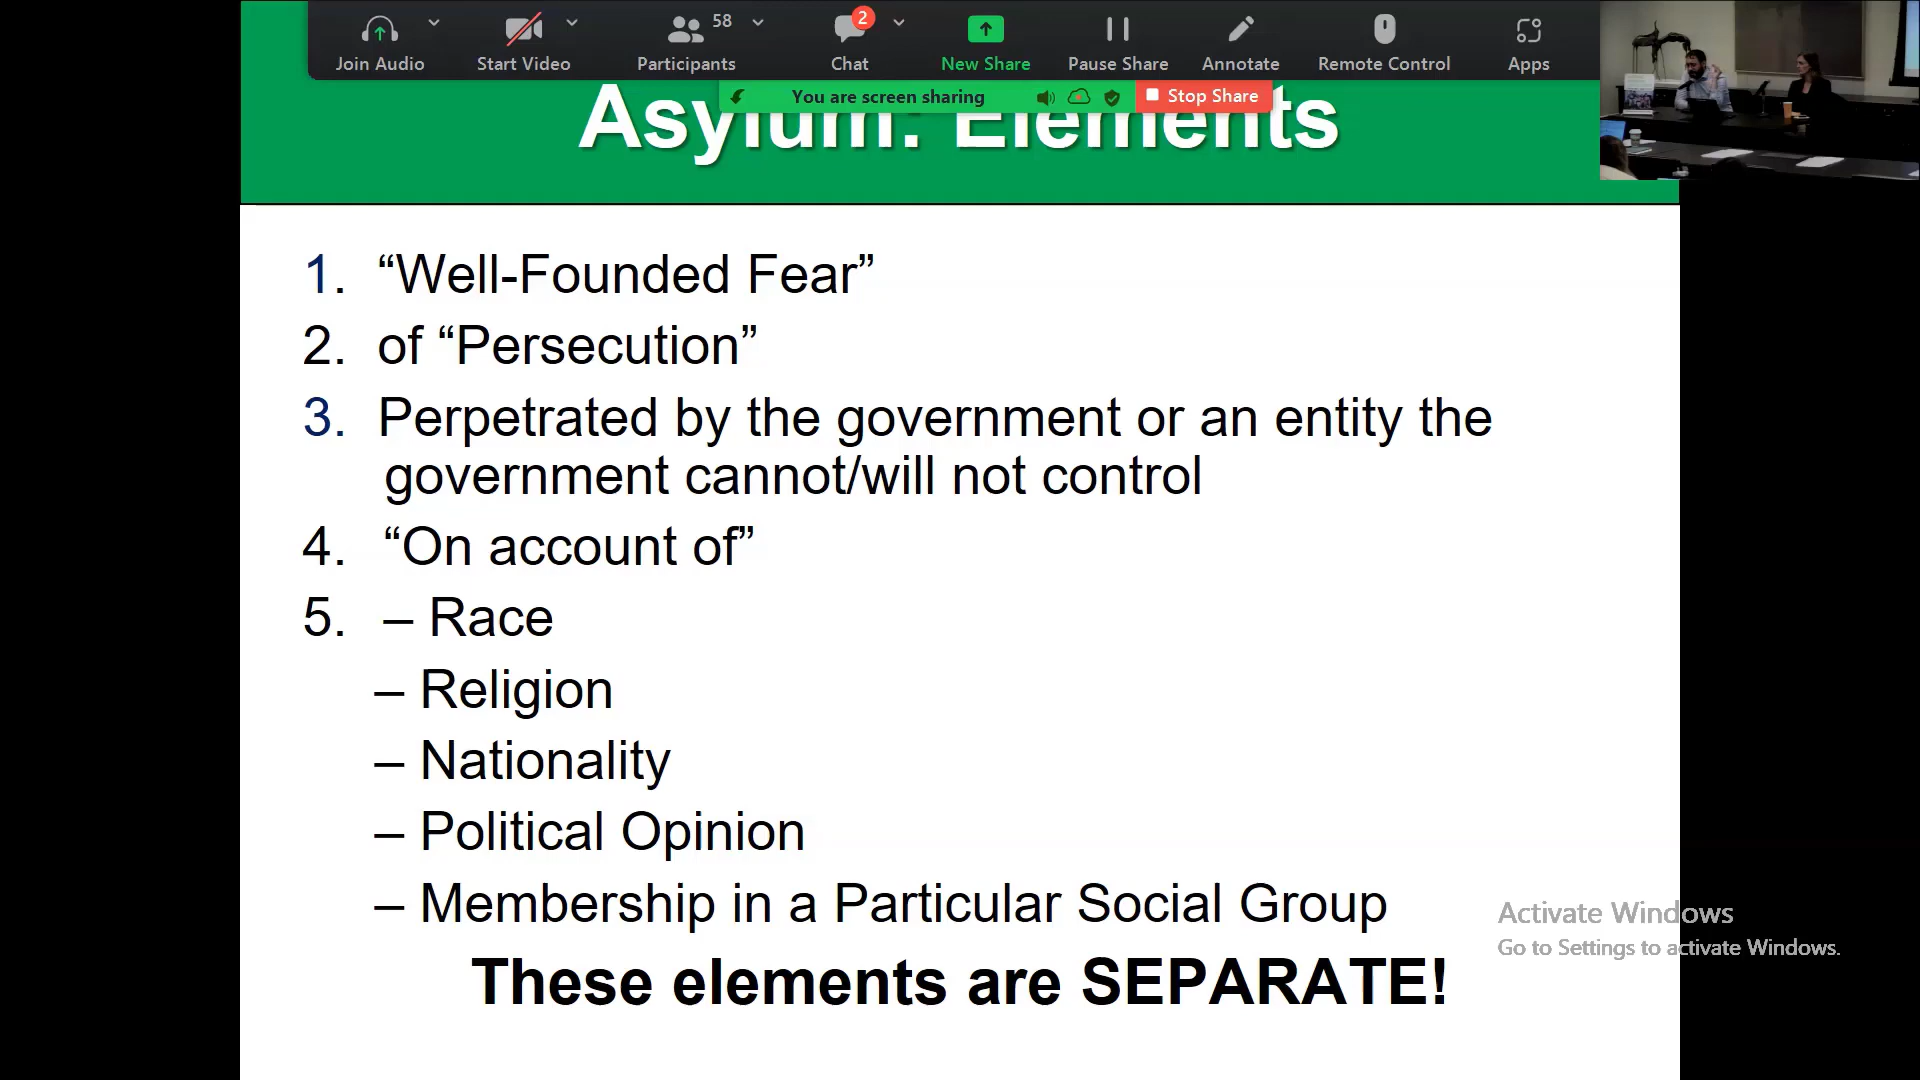 Join Audio
Start Video
58
Participants
2
Chat
New Share
Pause Share
Annotate
Remote Control
Apps
You are screen sharing
Stop Share
Asylum: Elements
1. “Well-Founded Fear”
2. of “Persecution”
3. Perpetrated by the government or an entity the
government cannot/will not control
4. “On account of”
5. – Race
– Religion
– Nationality
– Political Opinion
– Membership in a Particular Social Group
These elements are SEPARATE!
Activate Windows
Go to Settings to activate Windows.